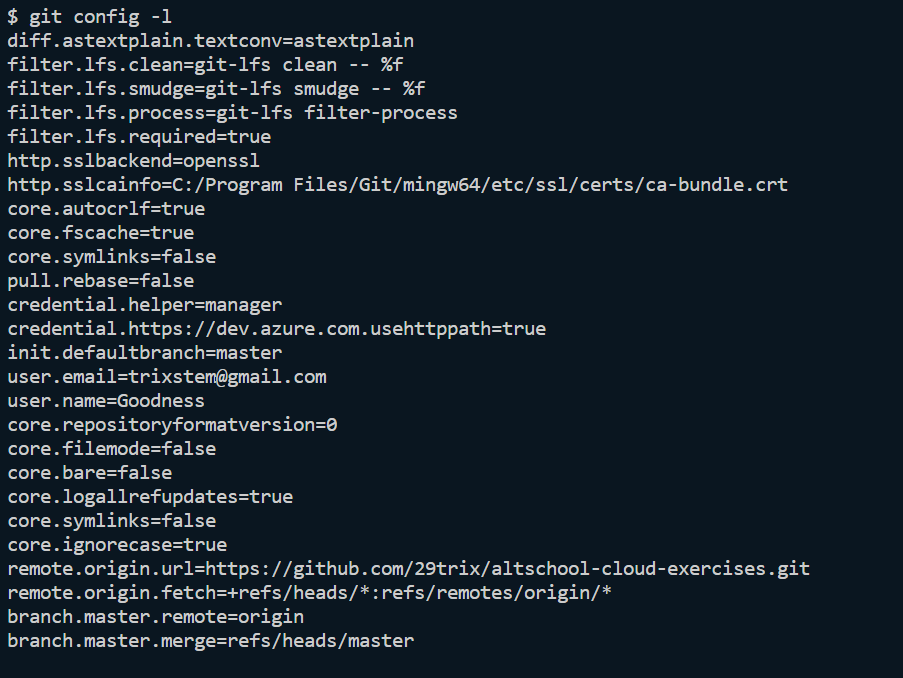 $ git config -l
diff.astextplain.textconv=astextplain
filter.lfs.clean=git-lfs clean -- %f
filter.lfs.smudge=git-lfs smudge -- %f
filter.lfs.process=git-lfs filter-process
filter.lfs.required=true
http.sslbackend=openssl
http.sslcainfo=C:/Program Files/Git/mingw64/etc/ssl/certs/ca-bundle.crt
core.autocrlf=true
core.fscache=true
core.symlinks=false
pull.rebase=false
credential.helper=manager
credential.https://dev.azure.com.usehttppath=true
init.defaultbranch=master
user.email=trixstem@gmail.com
user.name=Goodness
core.repositoryformatversion=0
core.filemode=false
core.bare=false
core.logallrefupdates=true
core.symlinks=false
core.ignorecase=true
remote.origin.url=https://github.com/29trix/altschool-cloud-exercises.git
remote.origin.fetch=+refs/heads/*:refs/remotes/origin/*
branch.master.remote=origin
branch.master.merge=refs/heads/master